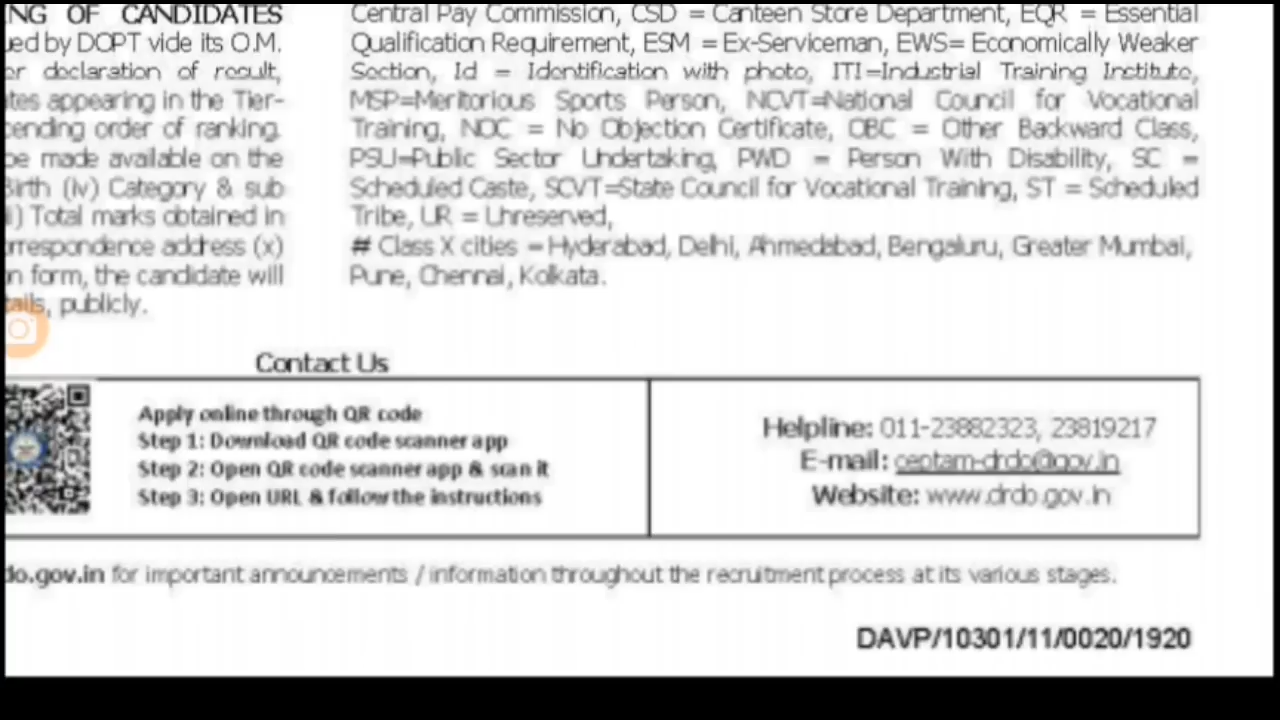 NG OF CANDIDATES
ued by DOPT vide its O.M.
or declaration of result,
tes appearing in the Tier-
cending order of ranking.
be made available on the
Birth (iv) Category & sub
i) Total marks obtained in
rrespondence address (x)
n form, the candidate will
tails, publicly.
Central Pay Commission, CSD = Canteen Store Department, EQR = Essential
Qualification Requirement, ESM = Ex-Serviceman, EWS= Economically Weaker
Section, Id = Identification with photo, ITI=Industrial Training Institute,
MSP=Meritorious Sports Person, NCVT=National Council for Vocational
Training, NOC = No Objection Certificate, OBC = Other Backward Class,
PSU=Public Sector Undertaking, PWD = Person With Disability, SC =
Scheduled Caste, SCVT=State Council for Vocational Training, ST = Scheduled
Tribe, UR = Unreserved,
# Class X cities = Hyderabad, Delhi, Ahmedabad, Bengaluru, Greater Mumbai,
Pune, Chennai, Kolkata.
Contact Us
Apply online through QR code
Step 1: Download QR code scanner app
Step 2: Open QR code scanner app & scan it
Step 3: Open URL & follow the instructions
Helpline: 011-23882323, 23819217
E-mail: ceptam-drdo@gov.in
Website: www.drdo.gov.in
do.gov.in for important announcements / information throughout the recruitment process at its various stages.
DAVP/10301/11/0020/1920